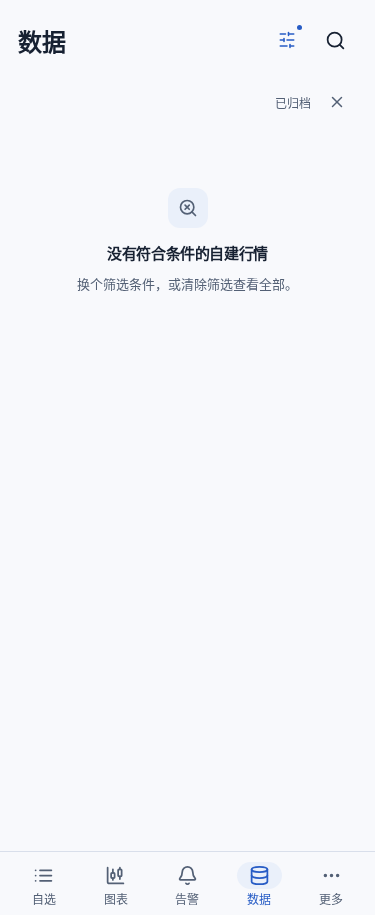 数据
已归档
没有符合条件的自建行情
换个筛选条件，或清除筛选查看全部。
自选
图表
告警
数据
更多